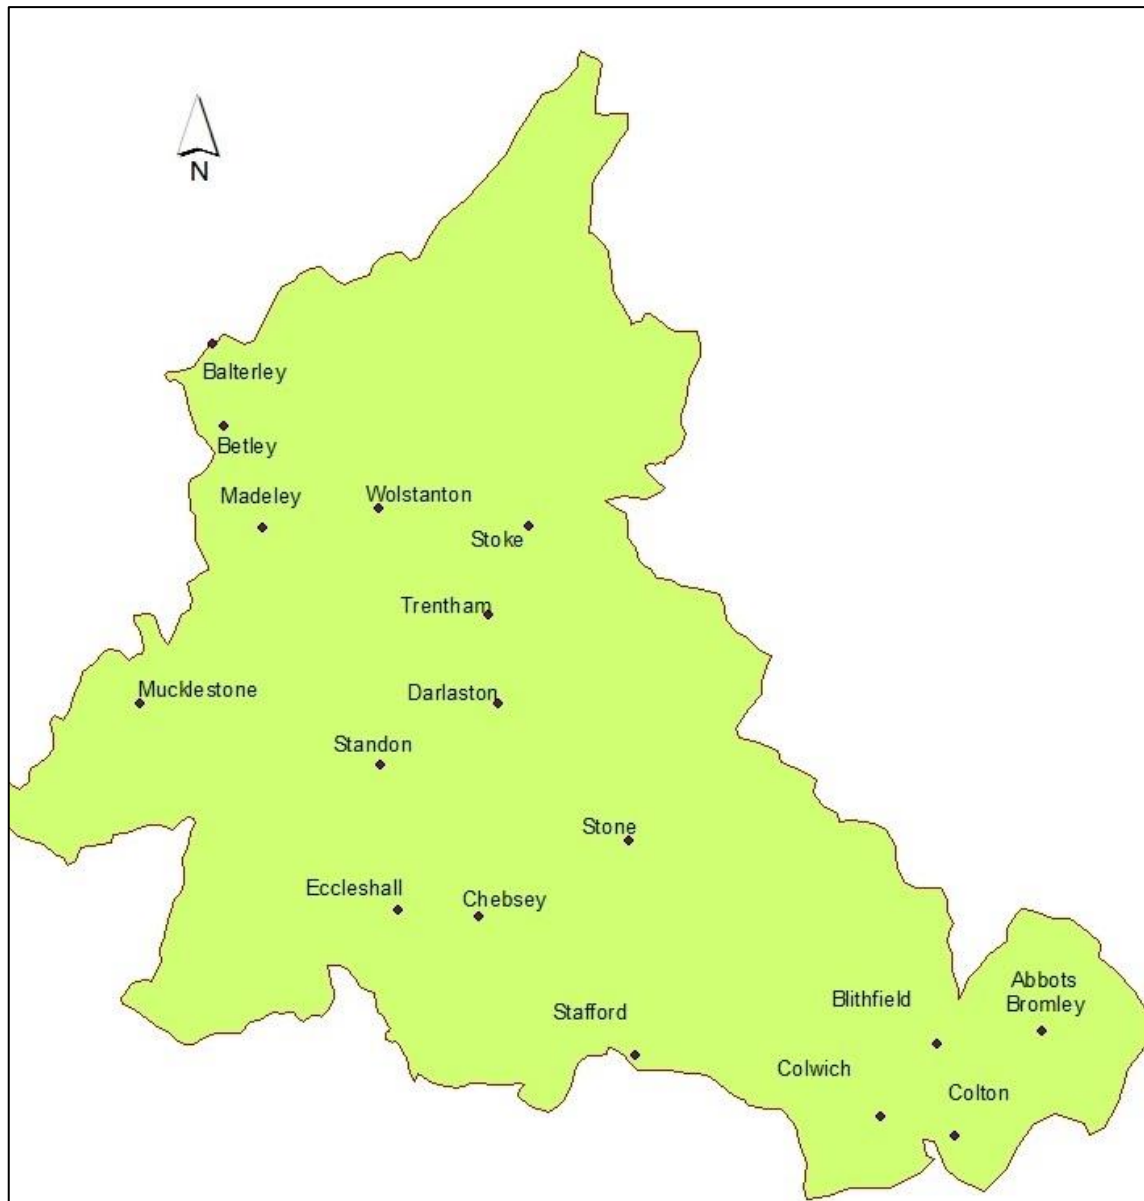 N
Balterley
Betley
Madeley
Wolstanton
Stoke
Trentham
Mucklestone
Darlaston
Standon
Stone
Eccleshall
Chebsey
Abbots
Bromley
Blithfield
Stafford
Colwich
Colton